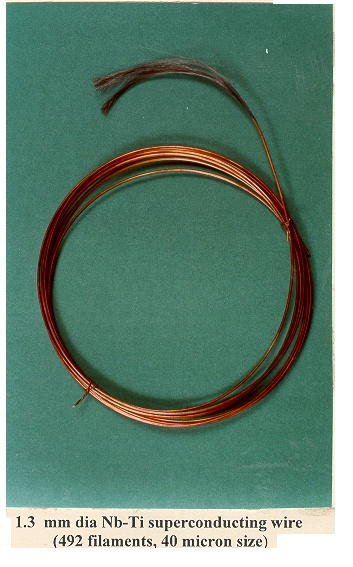 1.3 mm dia Nb-Ti superconducting wire
(492 filaments, 40 micron size)